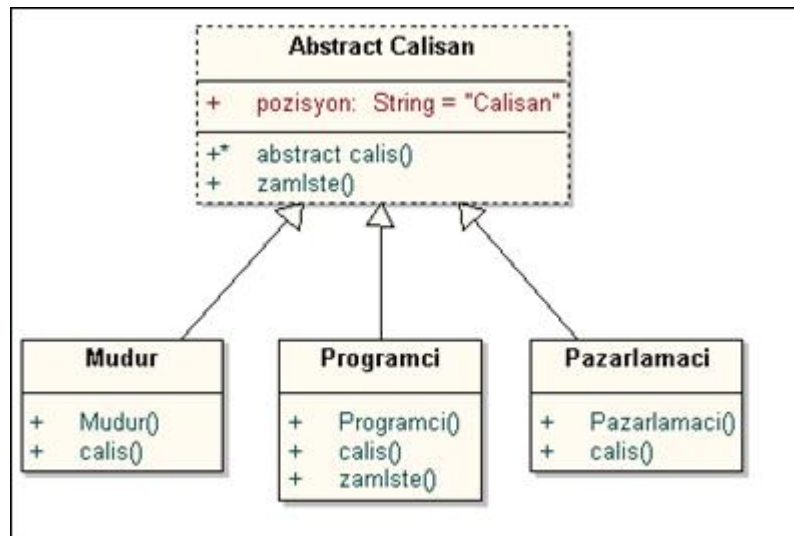 Abstract Calisan
+ pozisyon: String = "Calisan"
+* abstract calis()
+ zamIste()
Mudur
+ Mudur()
+ calis()
Programci
+ Programci()
+ calis()
+ zamIste()
Pazarlamaci
+ Pazarlamaci()
+ calis()